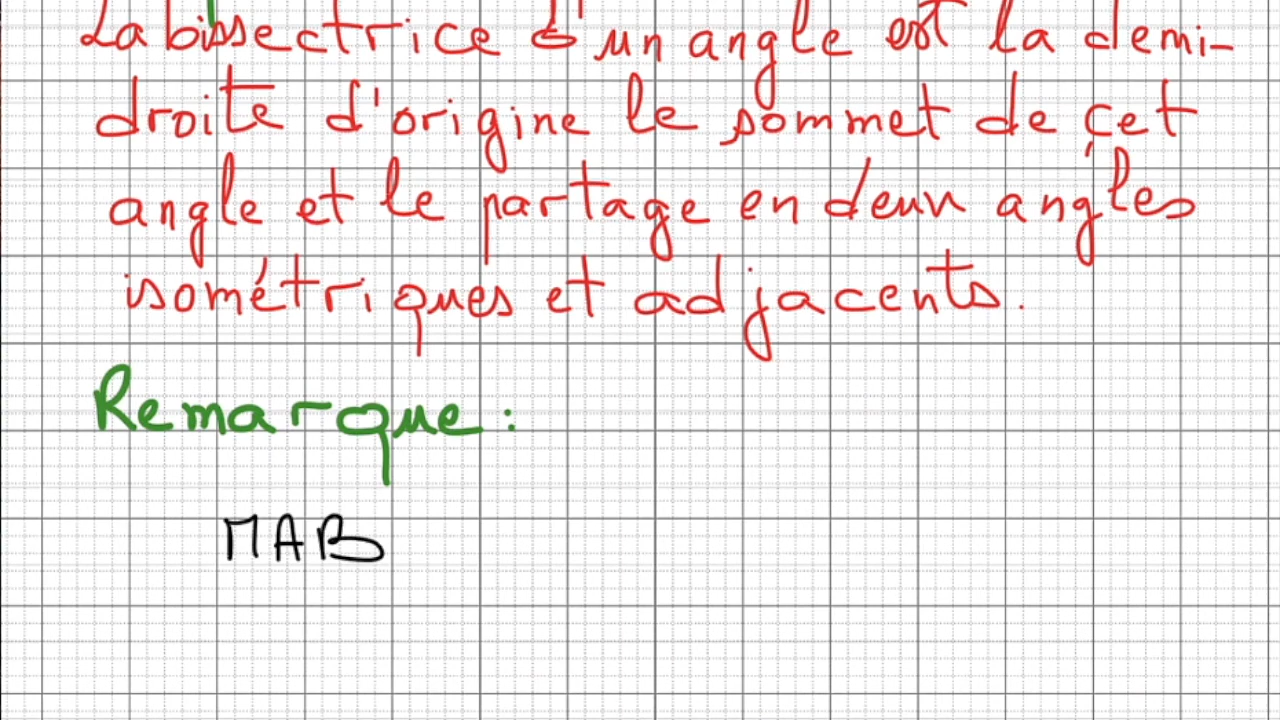 La bissectrice d'un angle est la demi-
droite d'origine le sommet de cet
angle et le partage en deux angles
isométriques et adjacents.
Remarque :
MAB